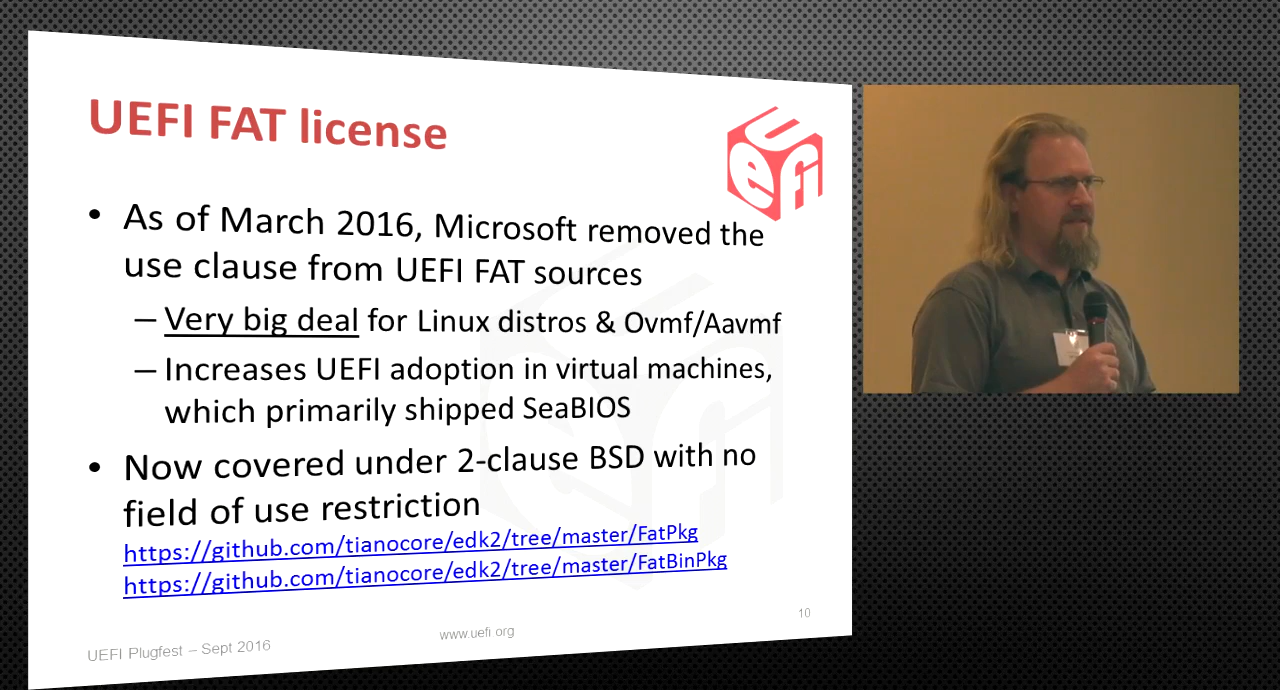 UEFI FAT license
uefi
• As of March 2016, Microsoft removed the
use clause from UEFI FAT sources
– Very big deal for Linux distros & Ovmf/Aavmf
– Increases UEFI adoption in virtual machines,
which primarily shipped SeaBIOS
• Now covered under 2-clause BSD with no
field of use restriction
https://github.com/tianocore/edk2/tree/master/FatPkg
https://github.com/tianocore/edk2/tree/master/FatBinPkg
UEFI Plugfest – Sept 2016
www.uefi org
10